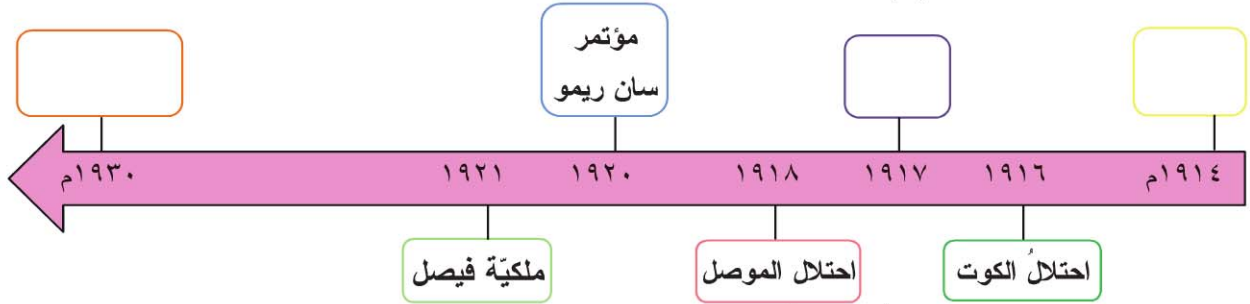 مؤتمر
سان ريمو
١٩١٤م
١٩١٦
١٩١٧
١٩١٨
١٩٢٠
١٩٢١
١٩٣٠م
احتلالُ الكوت
احتلال الموصل
ملكيّة فيصل